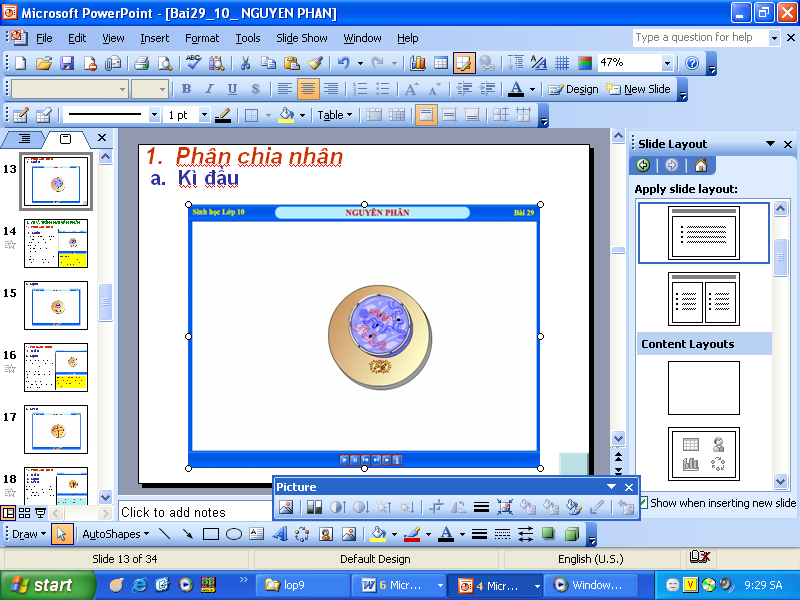 Microsoft PowerPoint - [Bai29_10_ NGUYEN PHAN]
File Edit View Insert Format Tools Slide Show Window Help
Type a question for help
47%
B I U S A Design New Slide
1 pt Table
13
14
15
16
17
18
1. Phân chia nhân
a. Kì đầu
Sinh học Lớp 10 NGUYÊN PHÂN Bài 29
Slide Layout
Apply slide layout:
Content Layouts
Show when inserting new slide
Picture
Click to add notes
Draw AutoShapes
Slide 13 of 34 Default Design English (U.S.)
start lop9 6 Micr... 4 Micr... Window... 9:29 SA